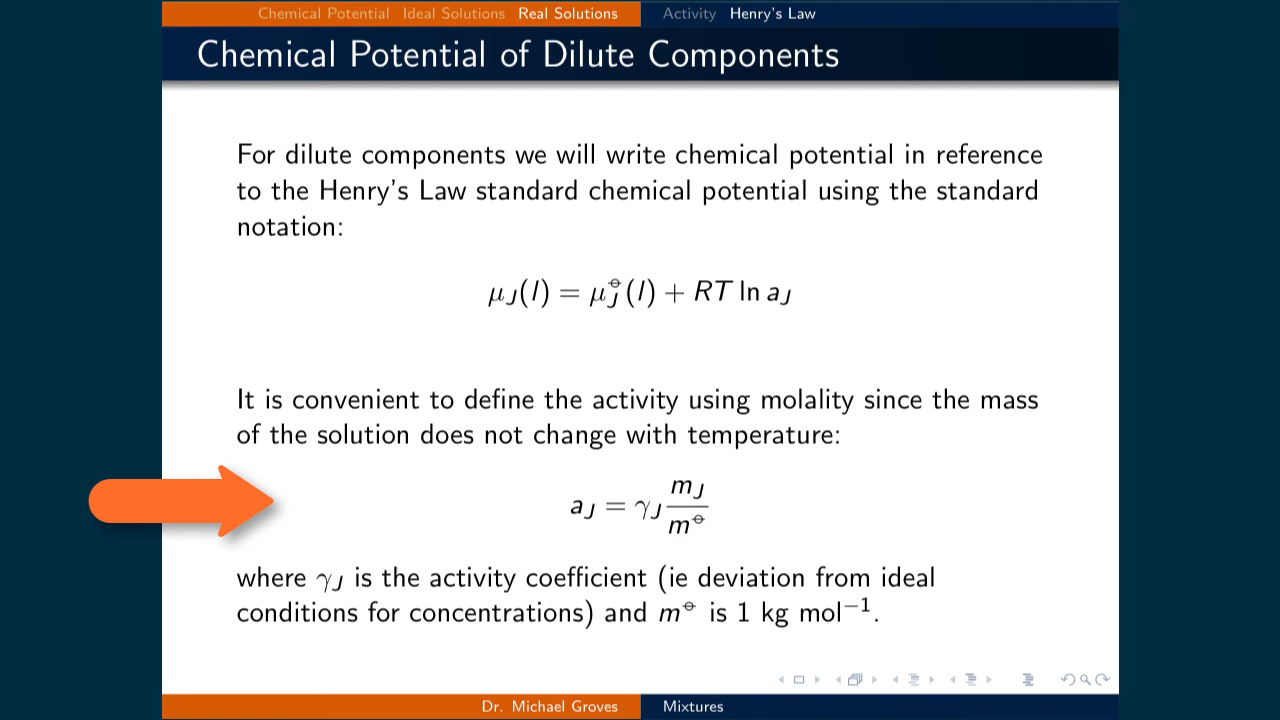 Chemical Potential Ideal Solutions Real Solutions Activity Henry's Law
Chemical Potential of Dilute Components
For dilute components we will write chemical potential in reference
to the Henry's Law standard chemical potential using the standard
notation:
μ_J(l) = μ_J^⦵(l) + RT ln a_J
It is convenient to define the activity using molality since the mass
of the solution does not change with temperature:
a_J = γ_J m_J/m^⦵
where γ_J is the activity coefficient (ie deviation from ideal
conditions for concentrations) and m^⦵ is 1 kg mol⁻¹.
Dr. Michael Groves Mixtures